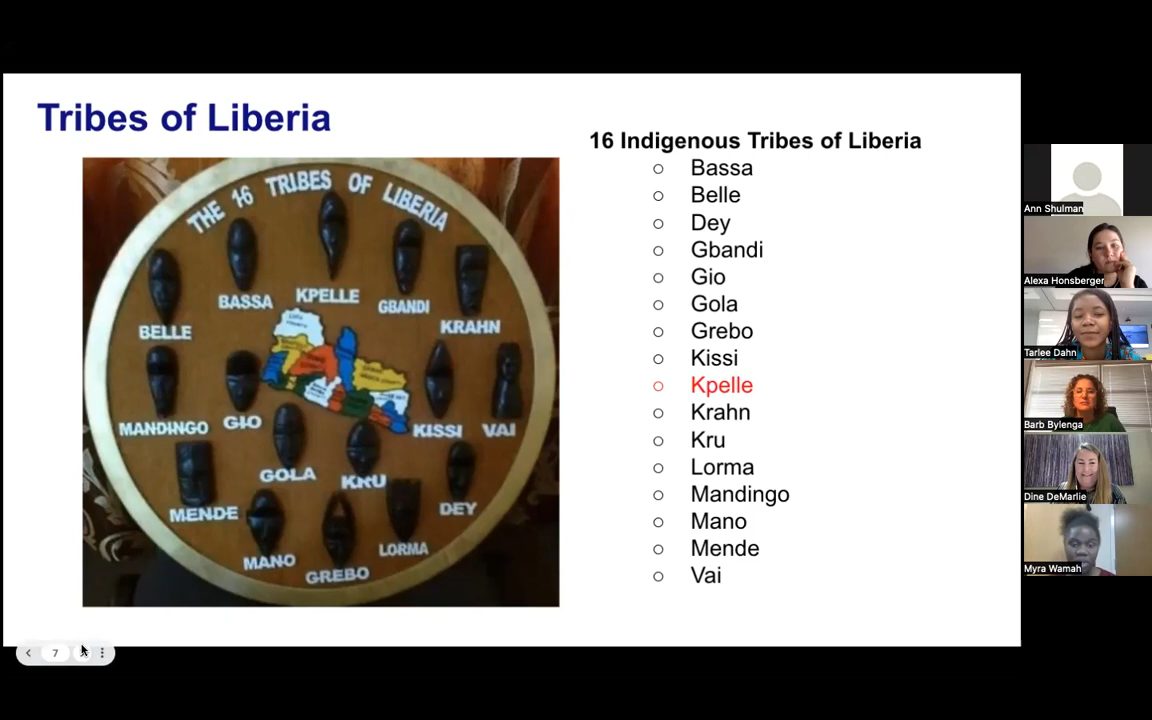 Tribes of Liberia
THE 16 TRIBES OF LIBERIA
KPELLE
BASSA
GBANDI
KRAHN
BELLE
MANDINGO
GIO
KISSI
VAI
GOLA
KRU
MENDE
DEY
MANO
LORMA
GREBO
16 Indigenous Tribes of Liberia
Bassa
Belle
Dey
Gbandi
Gio
Gola
Grebo
Kissi
Kpelle
Krahn
Kru
Lorma
Mandingo
Mano
Mende
Vai
Ann Shulman
Alexa Honsberger
Tarlee Dahn
Barb Bylenga
Dine DeMarlie
Myra Wamah
7